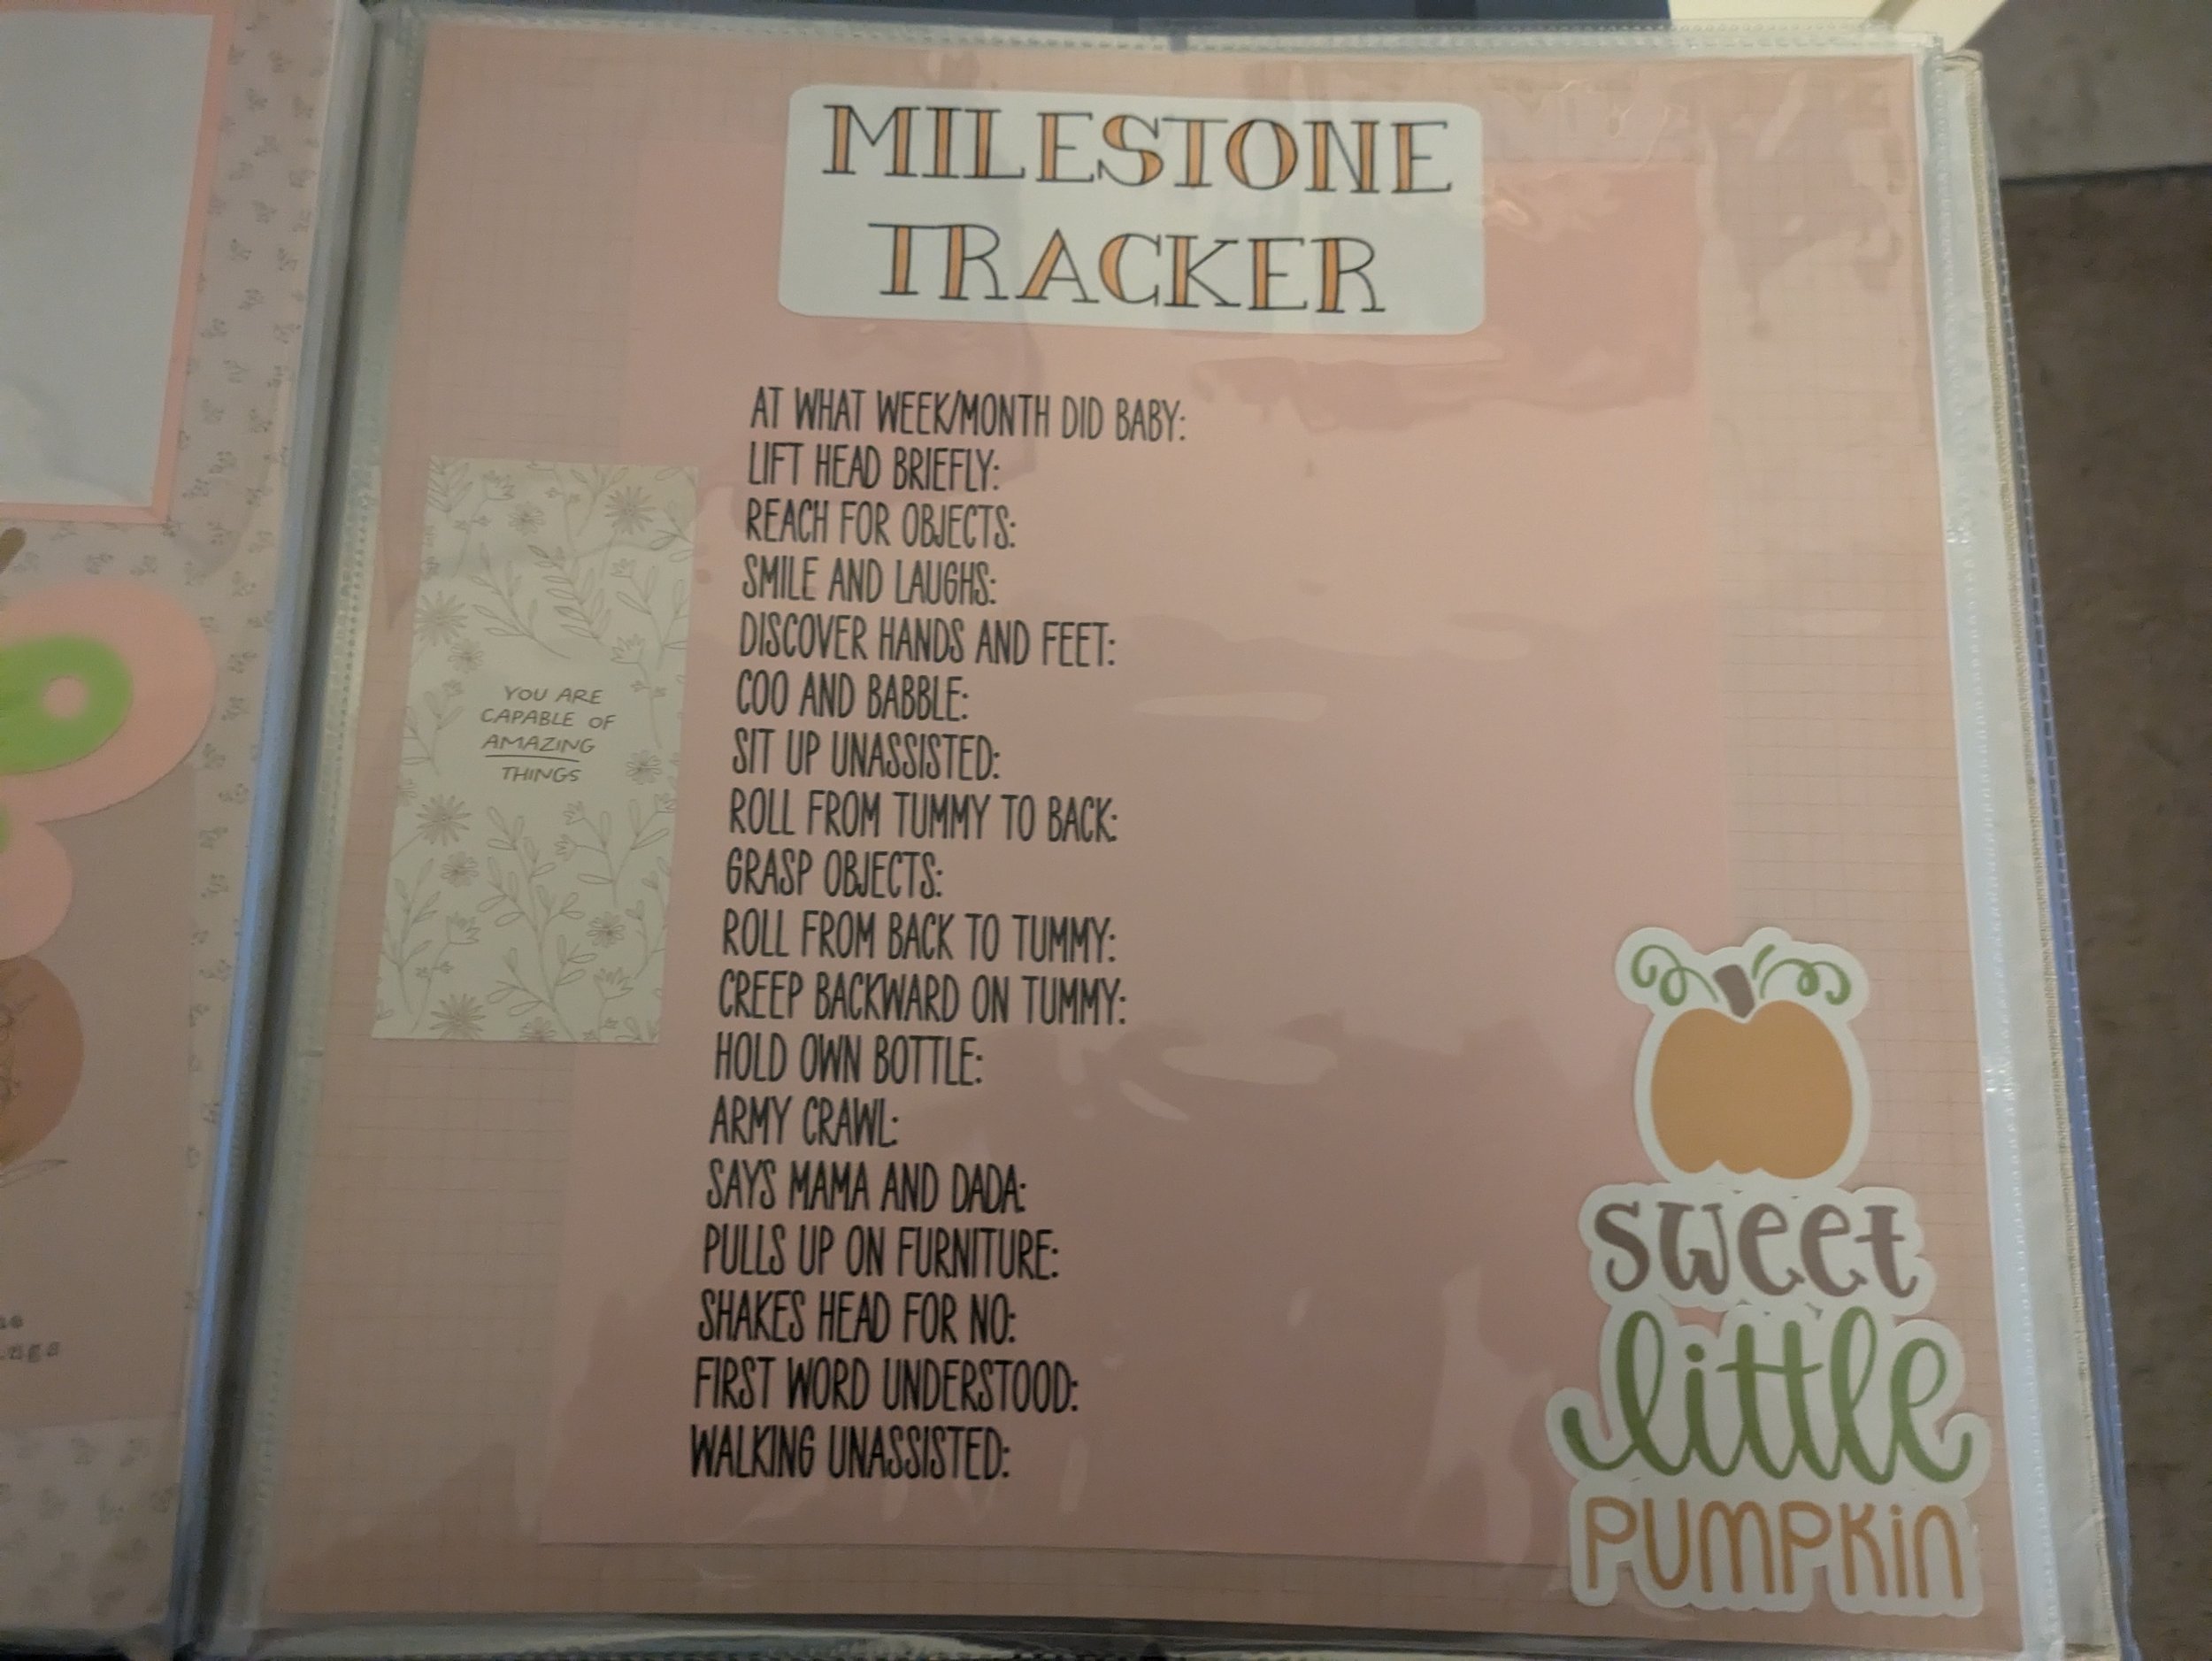 MILESTONE
TRACKER
AT WHAT WEEK/MONTH DID BABY:
LIFT HEAD BRIEFLY:
REACH FOR OBJECTS:
SMILE AND LAUGHS:
DISCOVER HANDS AND FEET:
COO AND BABBLE:
SIT UP UNASSISTED:
ROLL FROM TUMMY TO BACK:
GRASP OBJECTS:
ROLL FROM BACK TO TUMMY:
CREEP BACKWARD ON TUMMY:
HOLD OWN BOTTLE:
ARMY CRAWL:
SAYS MAMA AND DADA:
PULLS UP ON FURNITURE:
SHAKES HEAD FOR NO:
FIRST WORD UNDERSTOOD:
WALKING UNASSISTED:
YOU ARE
CAPABLE OF
AMAZING
THINGS
sweet
little
PUMPKiN